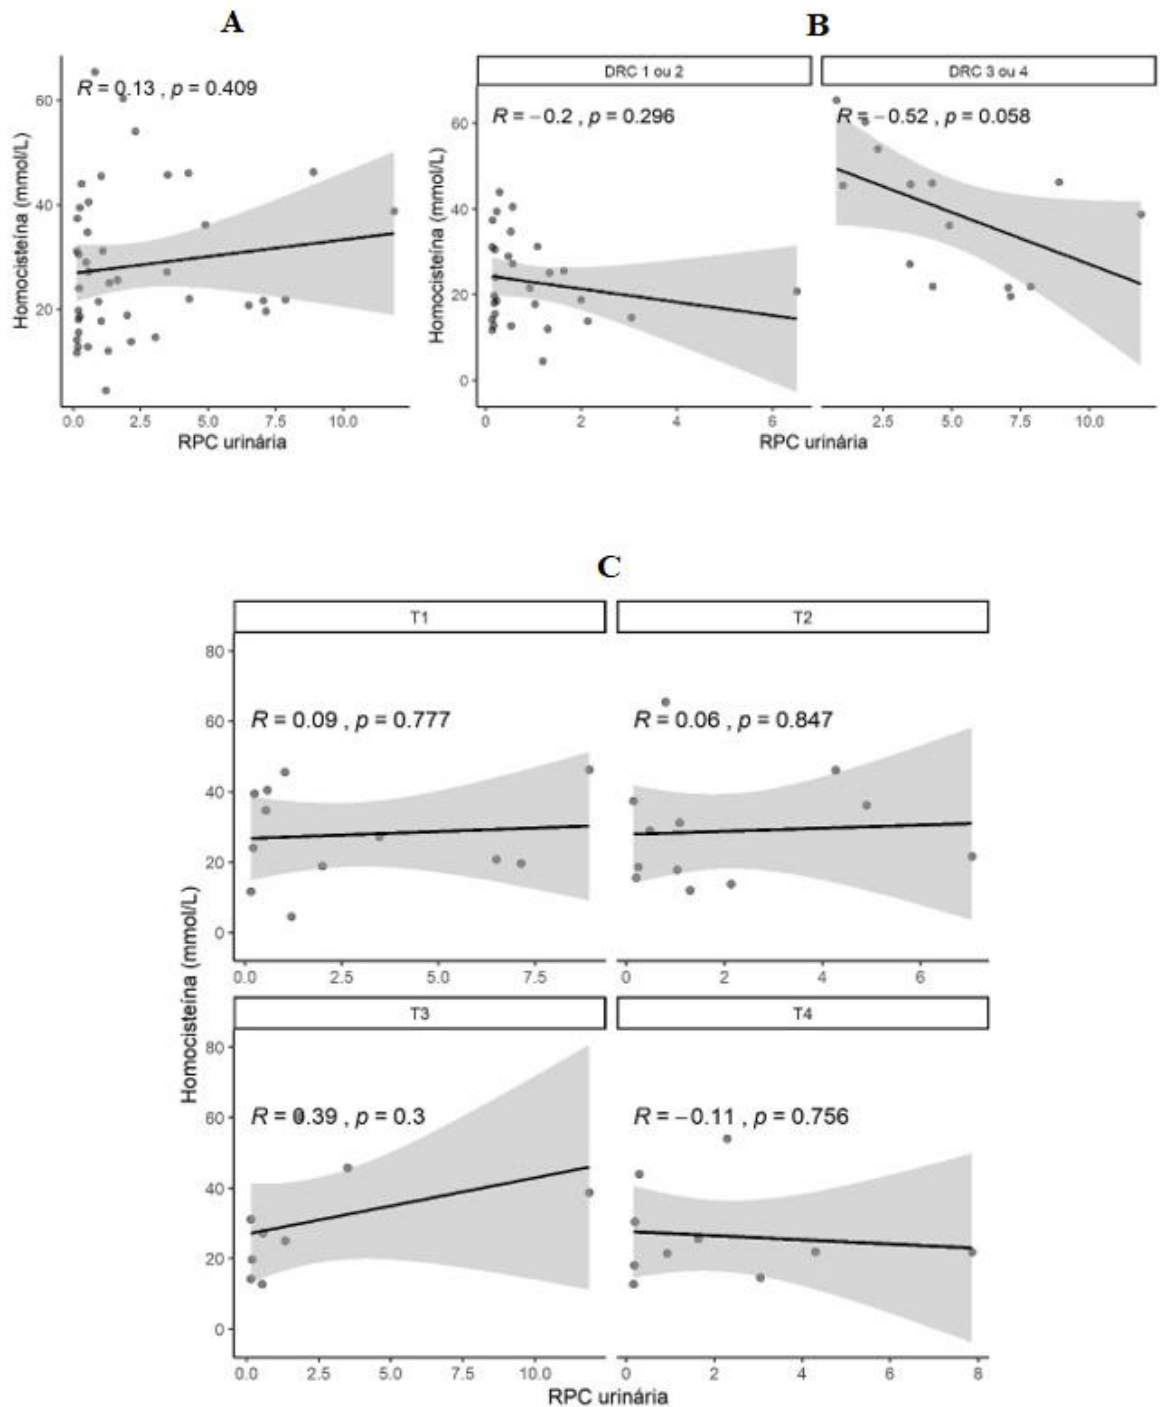 A
R = 0.13 , p = 0.409
Homocisteína (mmol/L)
60
40
20
0.0 2.5 5.0 7.5 10.0
RPC urinária
B
DRC 1 ou 2 DRC 3 ou 4
R = −0.2 , p = 0.296 R = −0.52 , p = 0.058
Homocisteína (mmol/L)
60
40
20
0
0 2 4 6 2.5 5.0 7.5 10.0
RPC urinária
C
T1 T2
80
R = 0.09 , p = 0.777 R = 0.06 , p = 0.847
60
40
20
0
0.0 2.5 5.0 7.5 0 2 4 6
Homocisteína (mmol/L)
T3 T4
80
R = 0.39 , p = 0.3 R = −0.11 , p = 0.756
60
40
20
0
0.0 2.5 5.0 7.5 10.0 0 2 4 6 8
RPC urinária